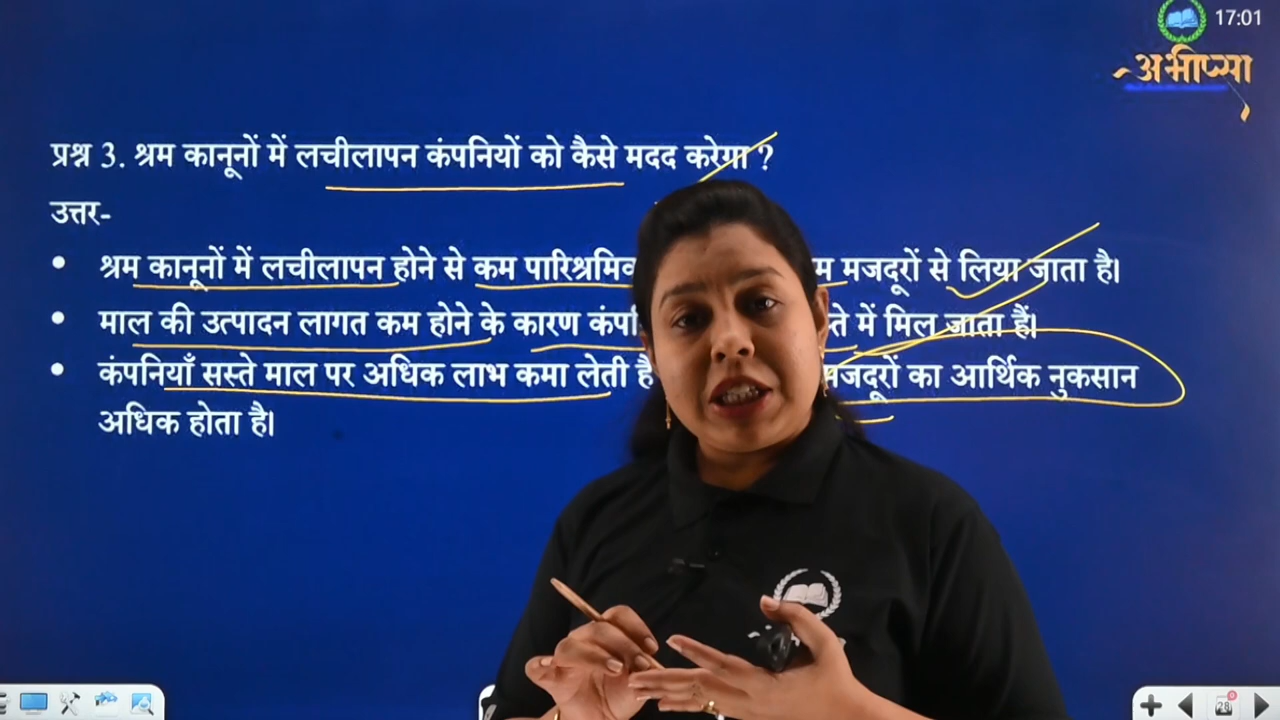 17:01
अभीप्सा
प्रश्न 3. श्रम कानूनों में लचीलापन कंपनियों को कैसे मदद करेगा ?
उत्तर-
• श्रम कानूनों में लचीलापन होने से कम मजदूरों से लिया जाता है।
• माल की उत्पादन लागत कम होने के कारण में मिल जाता हैं।
• कंपनियाँ सस्ते माल पर अधिक लाभ कमा लेती है मजदूरों का आर्थिक नुकसान
अधिक होता है।
28